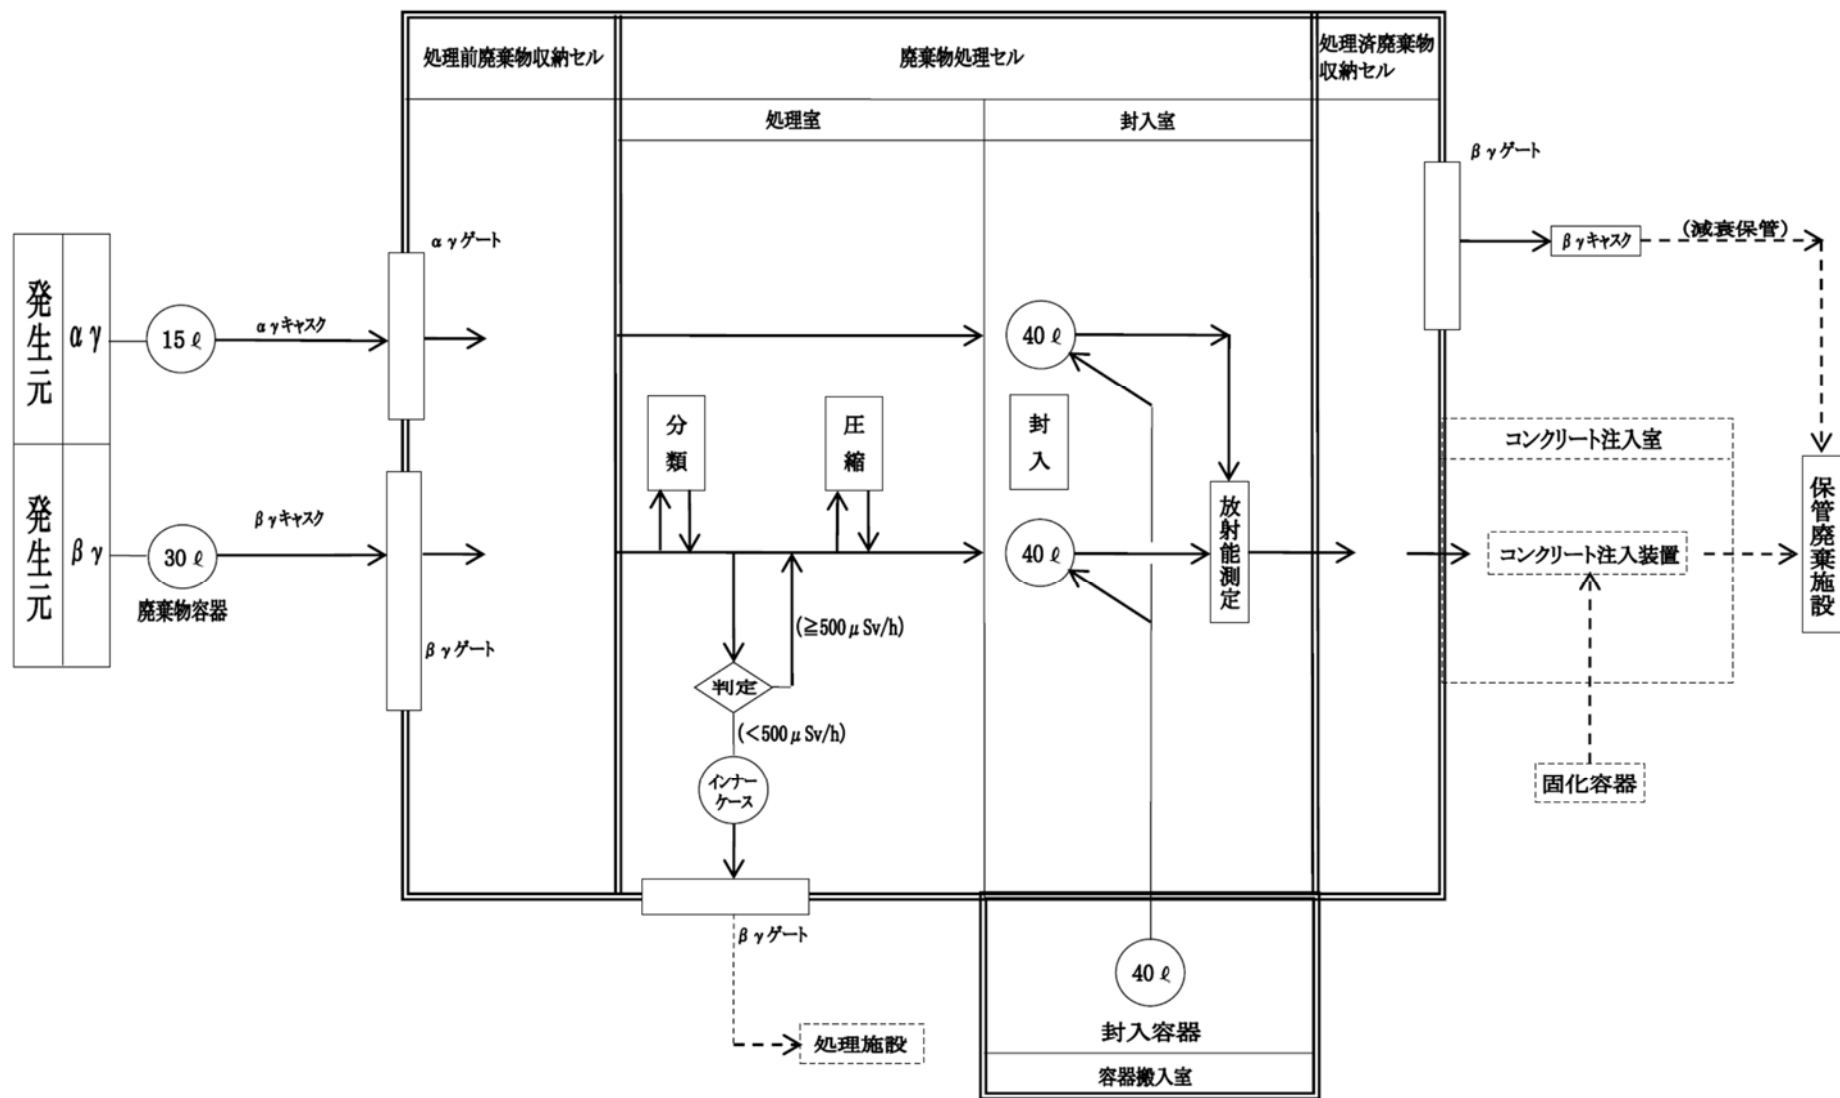 処理前廃棄物収納セル
廃棄物処理セル
処理済廃棄物
収納セル
処理室
封入室
βγゲート
発生元
αγ
15ℓ
αγキャスク
αγゲート
40ℓ
βγキャスク
(減衰保管)
分類
圧縮
封入
放射能測定
コンクリート注入室
発生元
βγ
30ℓ
廃棄物容器
βγキャスク
βγゲート
40ℓ
コンクリート注入装置
保管廃棄施設
(≧500μSv/h)
判定
(<500μSv/h)
インナー
ケース
固化容器
βγゲート
処理施設
40ℓ
封入容器
容器搬入室